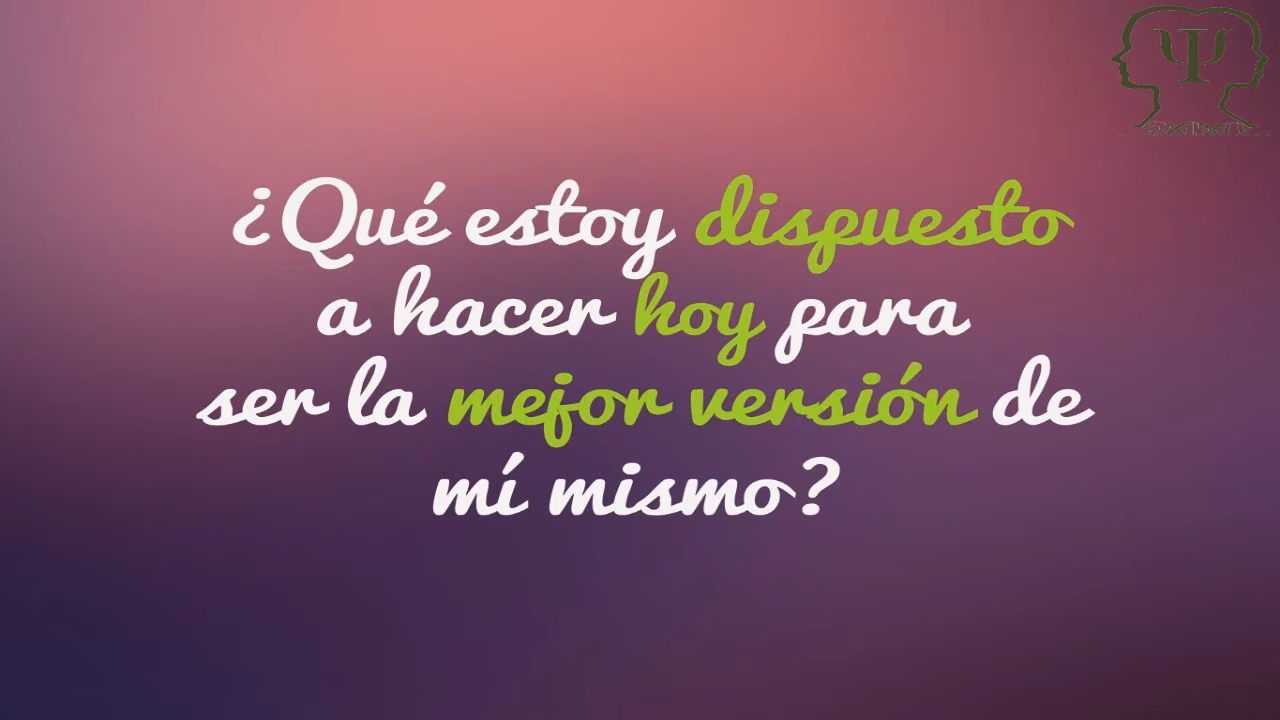 Ψ
¿Qué estoy dispuesto
a hacer hoy para
ser la mejor versión de
mí mismo?